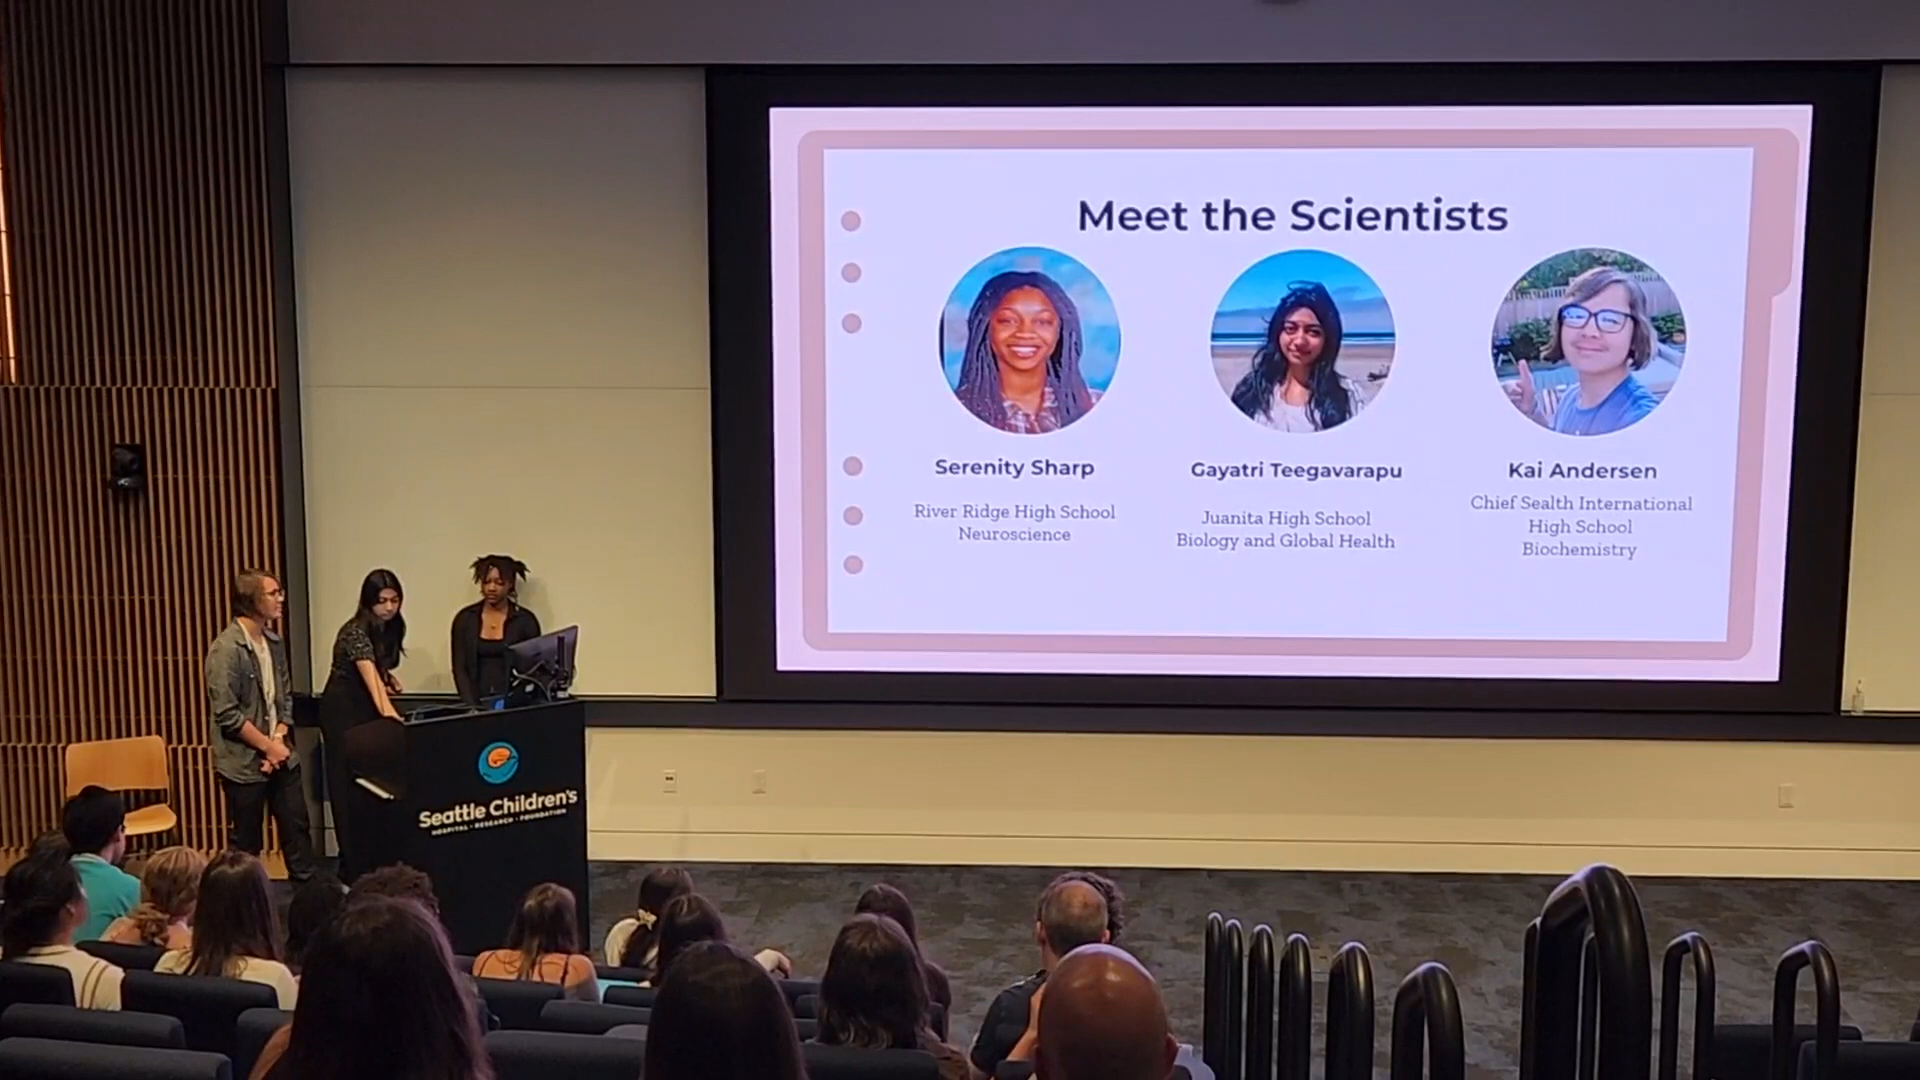 Meet the Scientists
Serenity Sharp
River Ridge High School
Neuroscience
Gayatri Teegavarapu
Juanita High School
Biology and Global Health
Kai Andersen
Chief Sealth International
High School
Biochemistry
Seattle Children's
HOSPITAL • RESEARCH • FOUNDATION